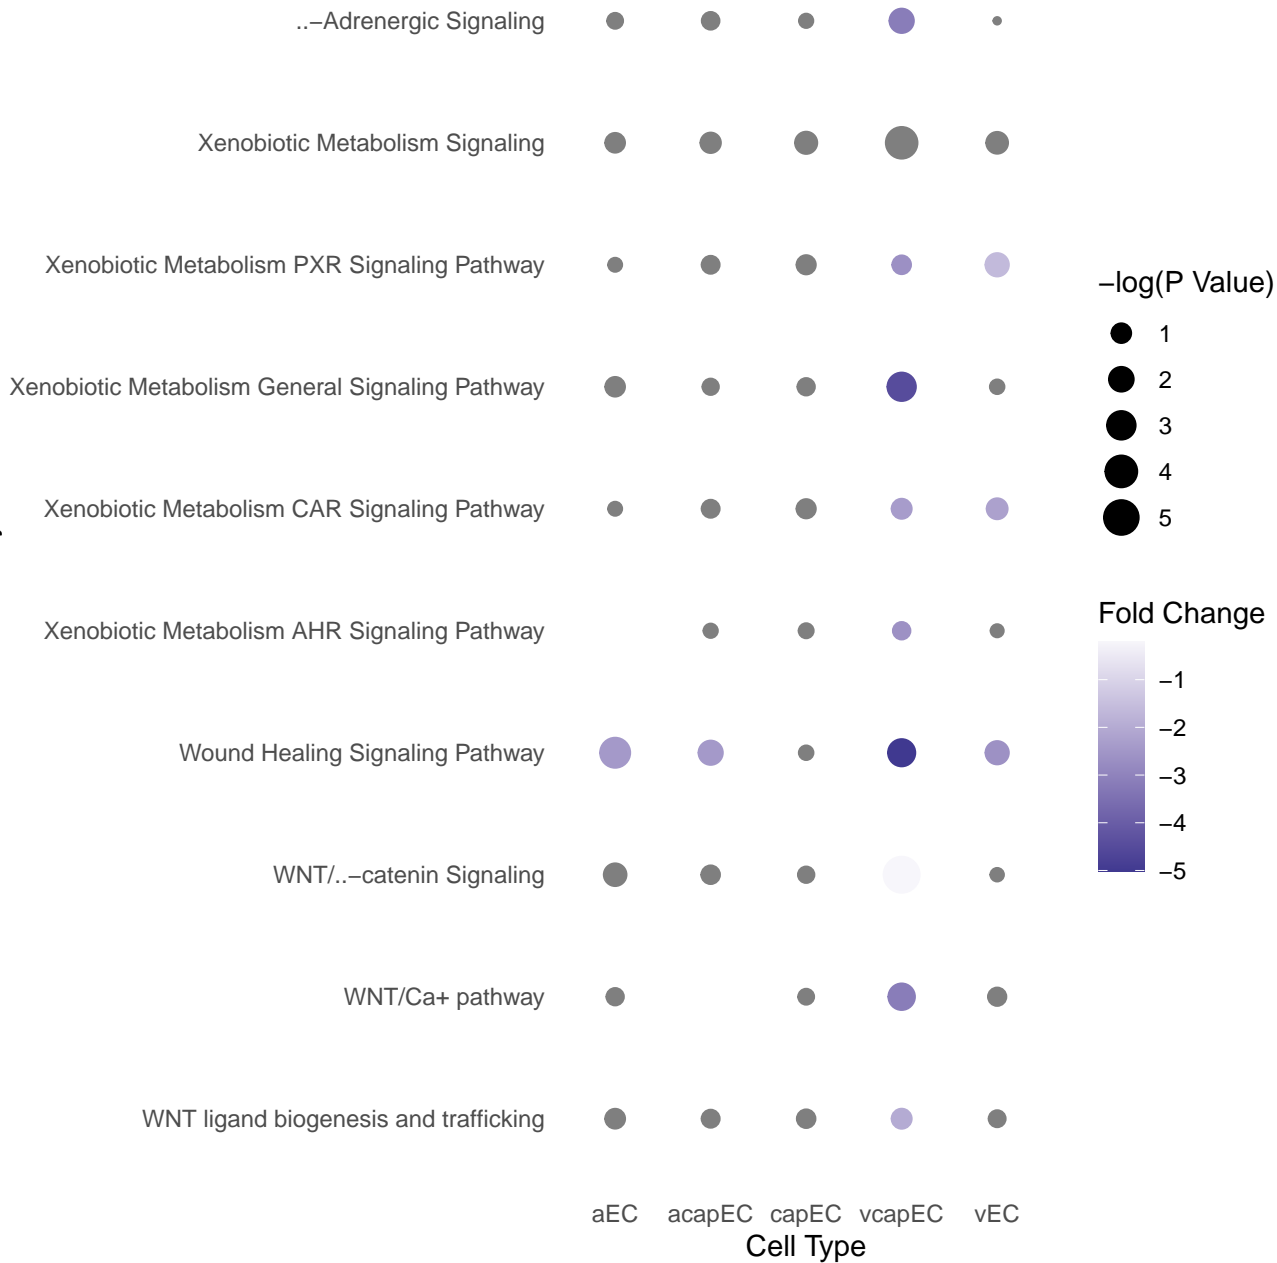 ..−Adrenergic Signaling
Xenobiotic Metabolism Signaling
Xenobiotic Metabolism PXR Signaling Pathway
Xenobiotic Metabolism General Signaling Pathway
Xenobiotic Metabolism CAR Signaling Pathway
Xenobiotic Metabolism AHR Signaling Pathway
Wound Healing Signaling Pathway
WNT/..−catenin Signaling
WNT/Ca+ pathway
WNT ligand biogenesis and trafficking
aEC acapEC capEC vcapEC vEC
Cell Type
−log(P Value)
1
2
3
4
5
Fold Change
−1
−2
−3
−4
−5